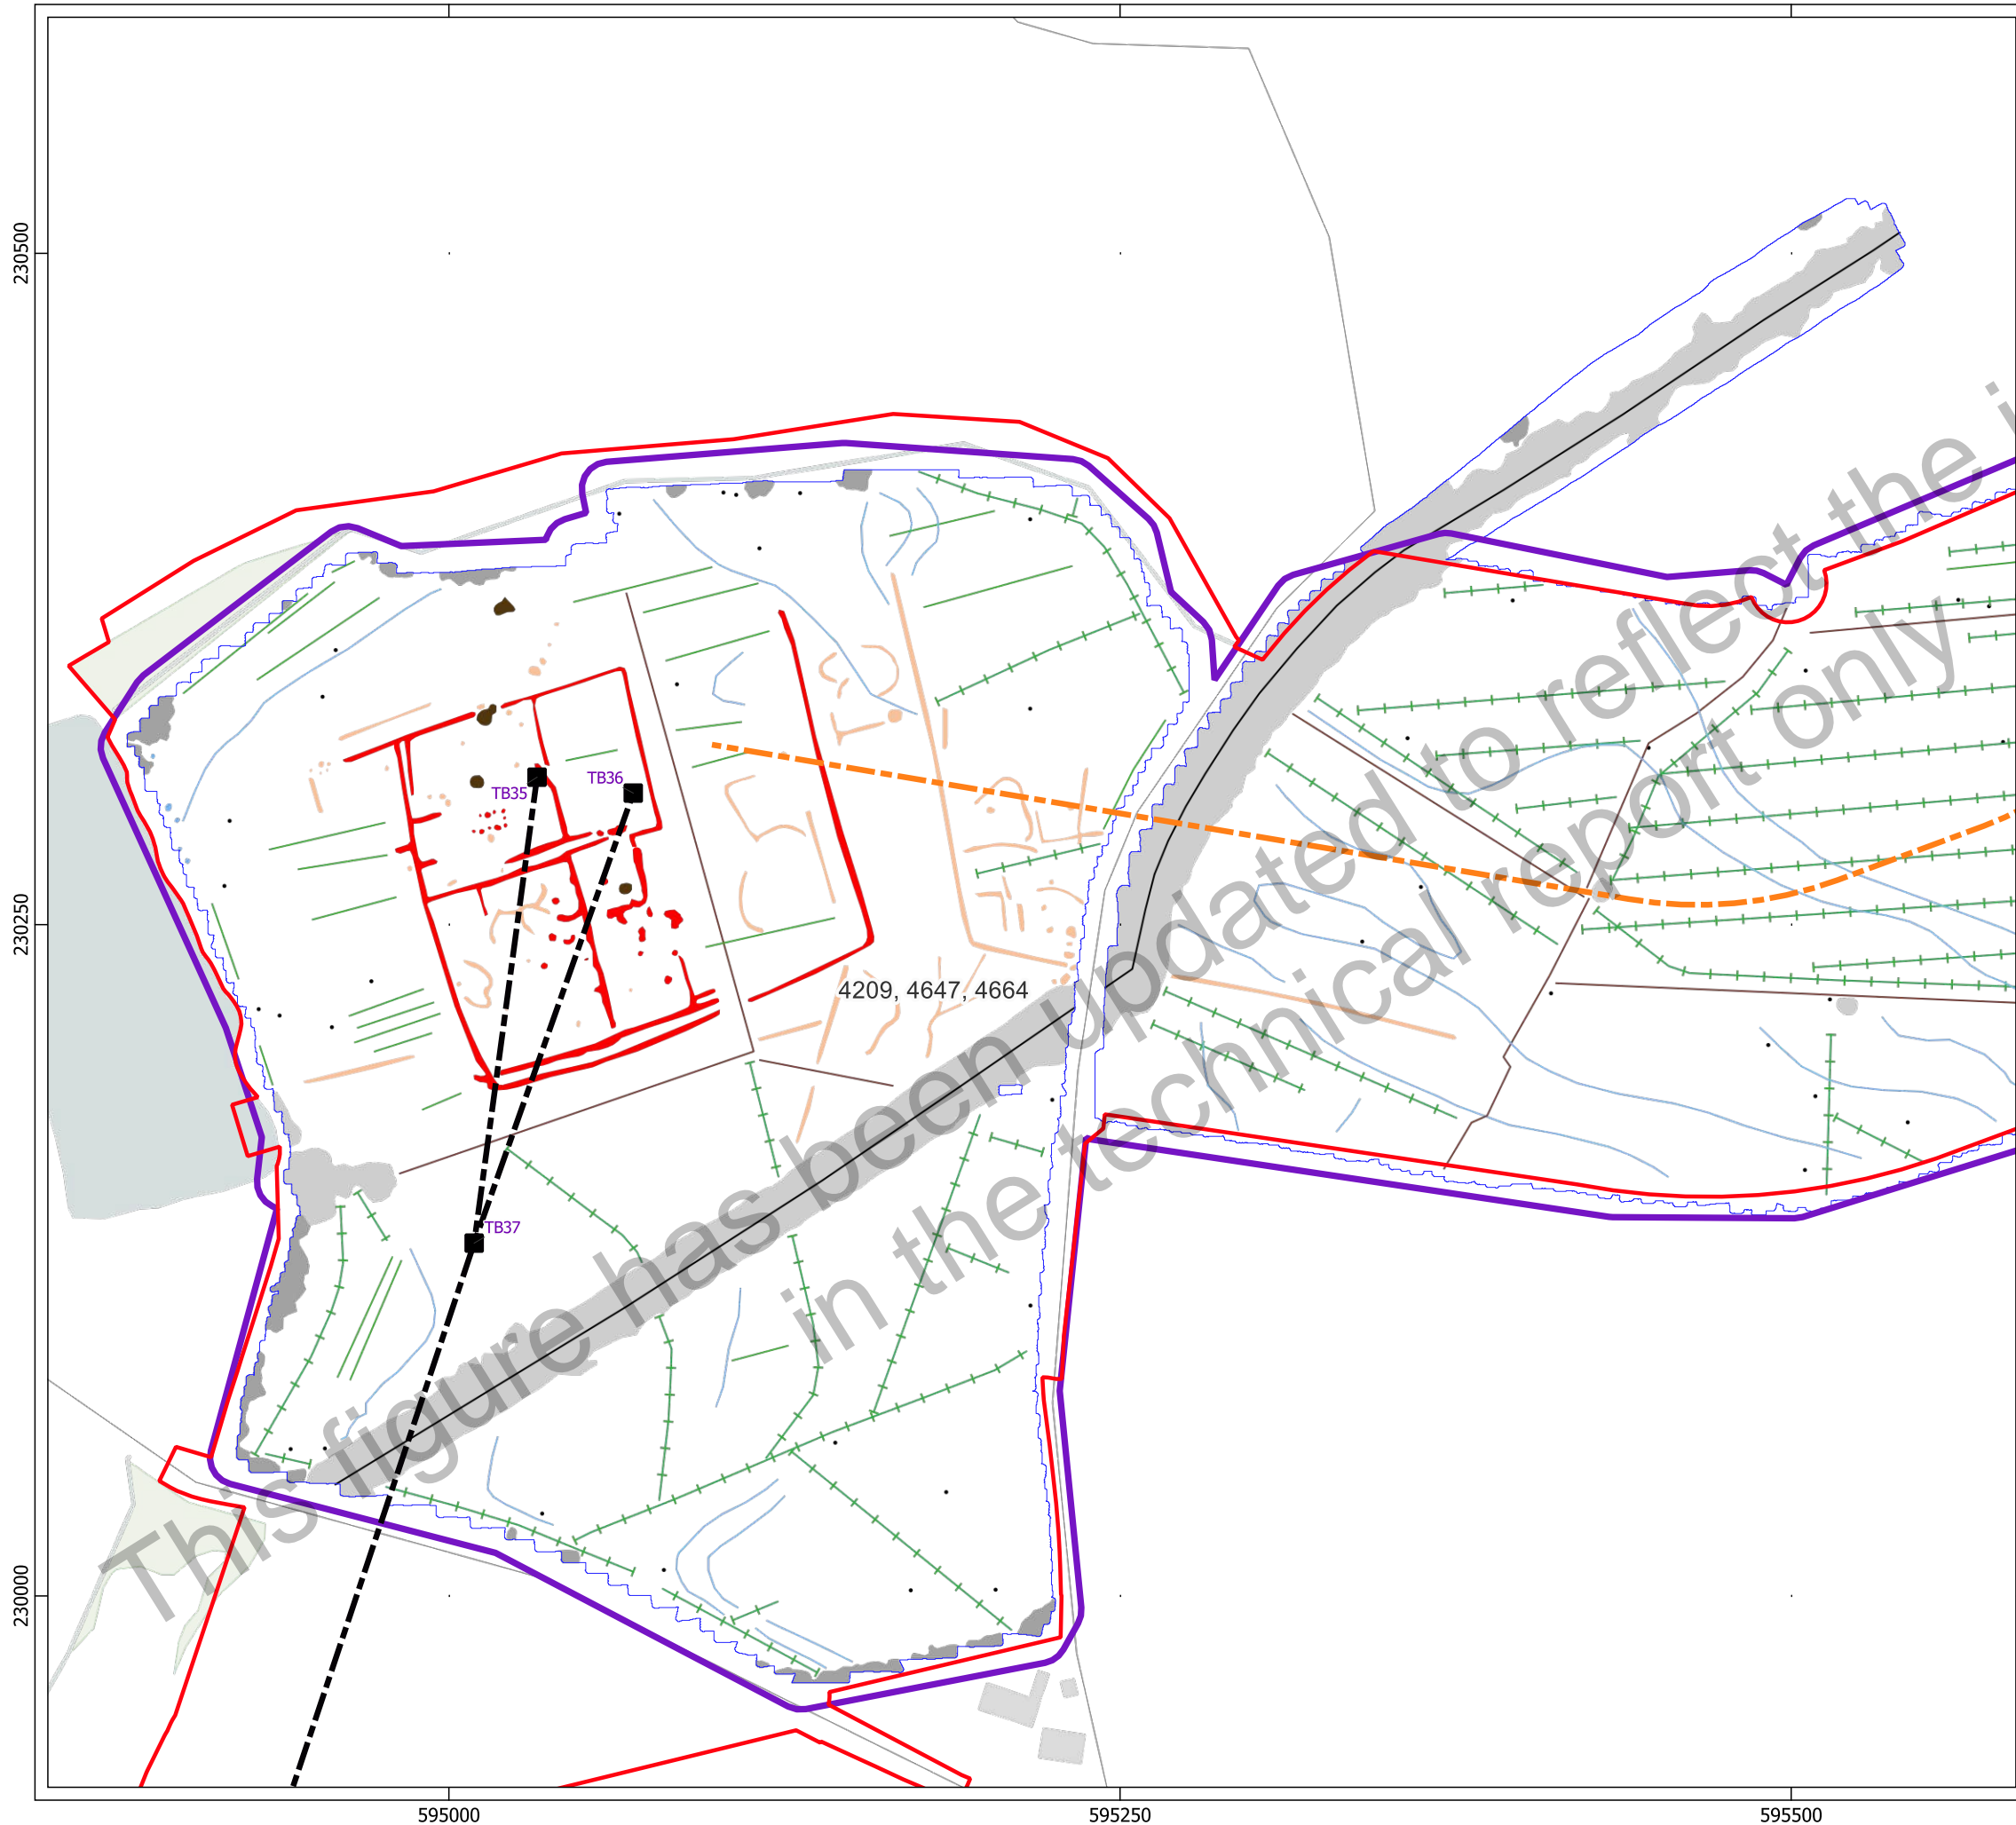 230500
230250
230000
TB35
TB36
4209, 4647, 4664
TB37
This figure has been updated to reflect the i
in the technical report only
595000
595250
595500